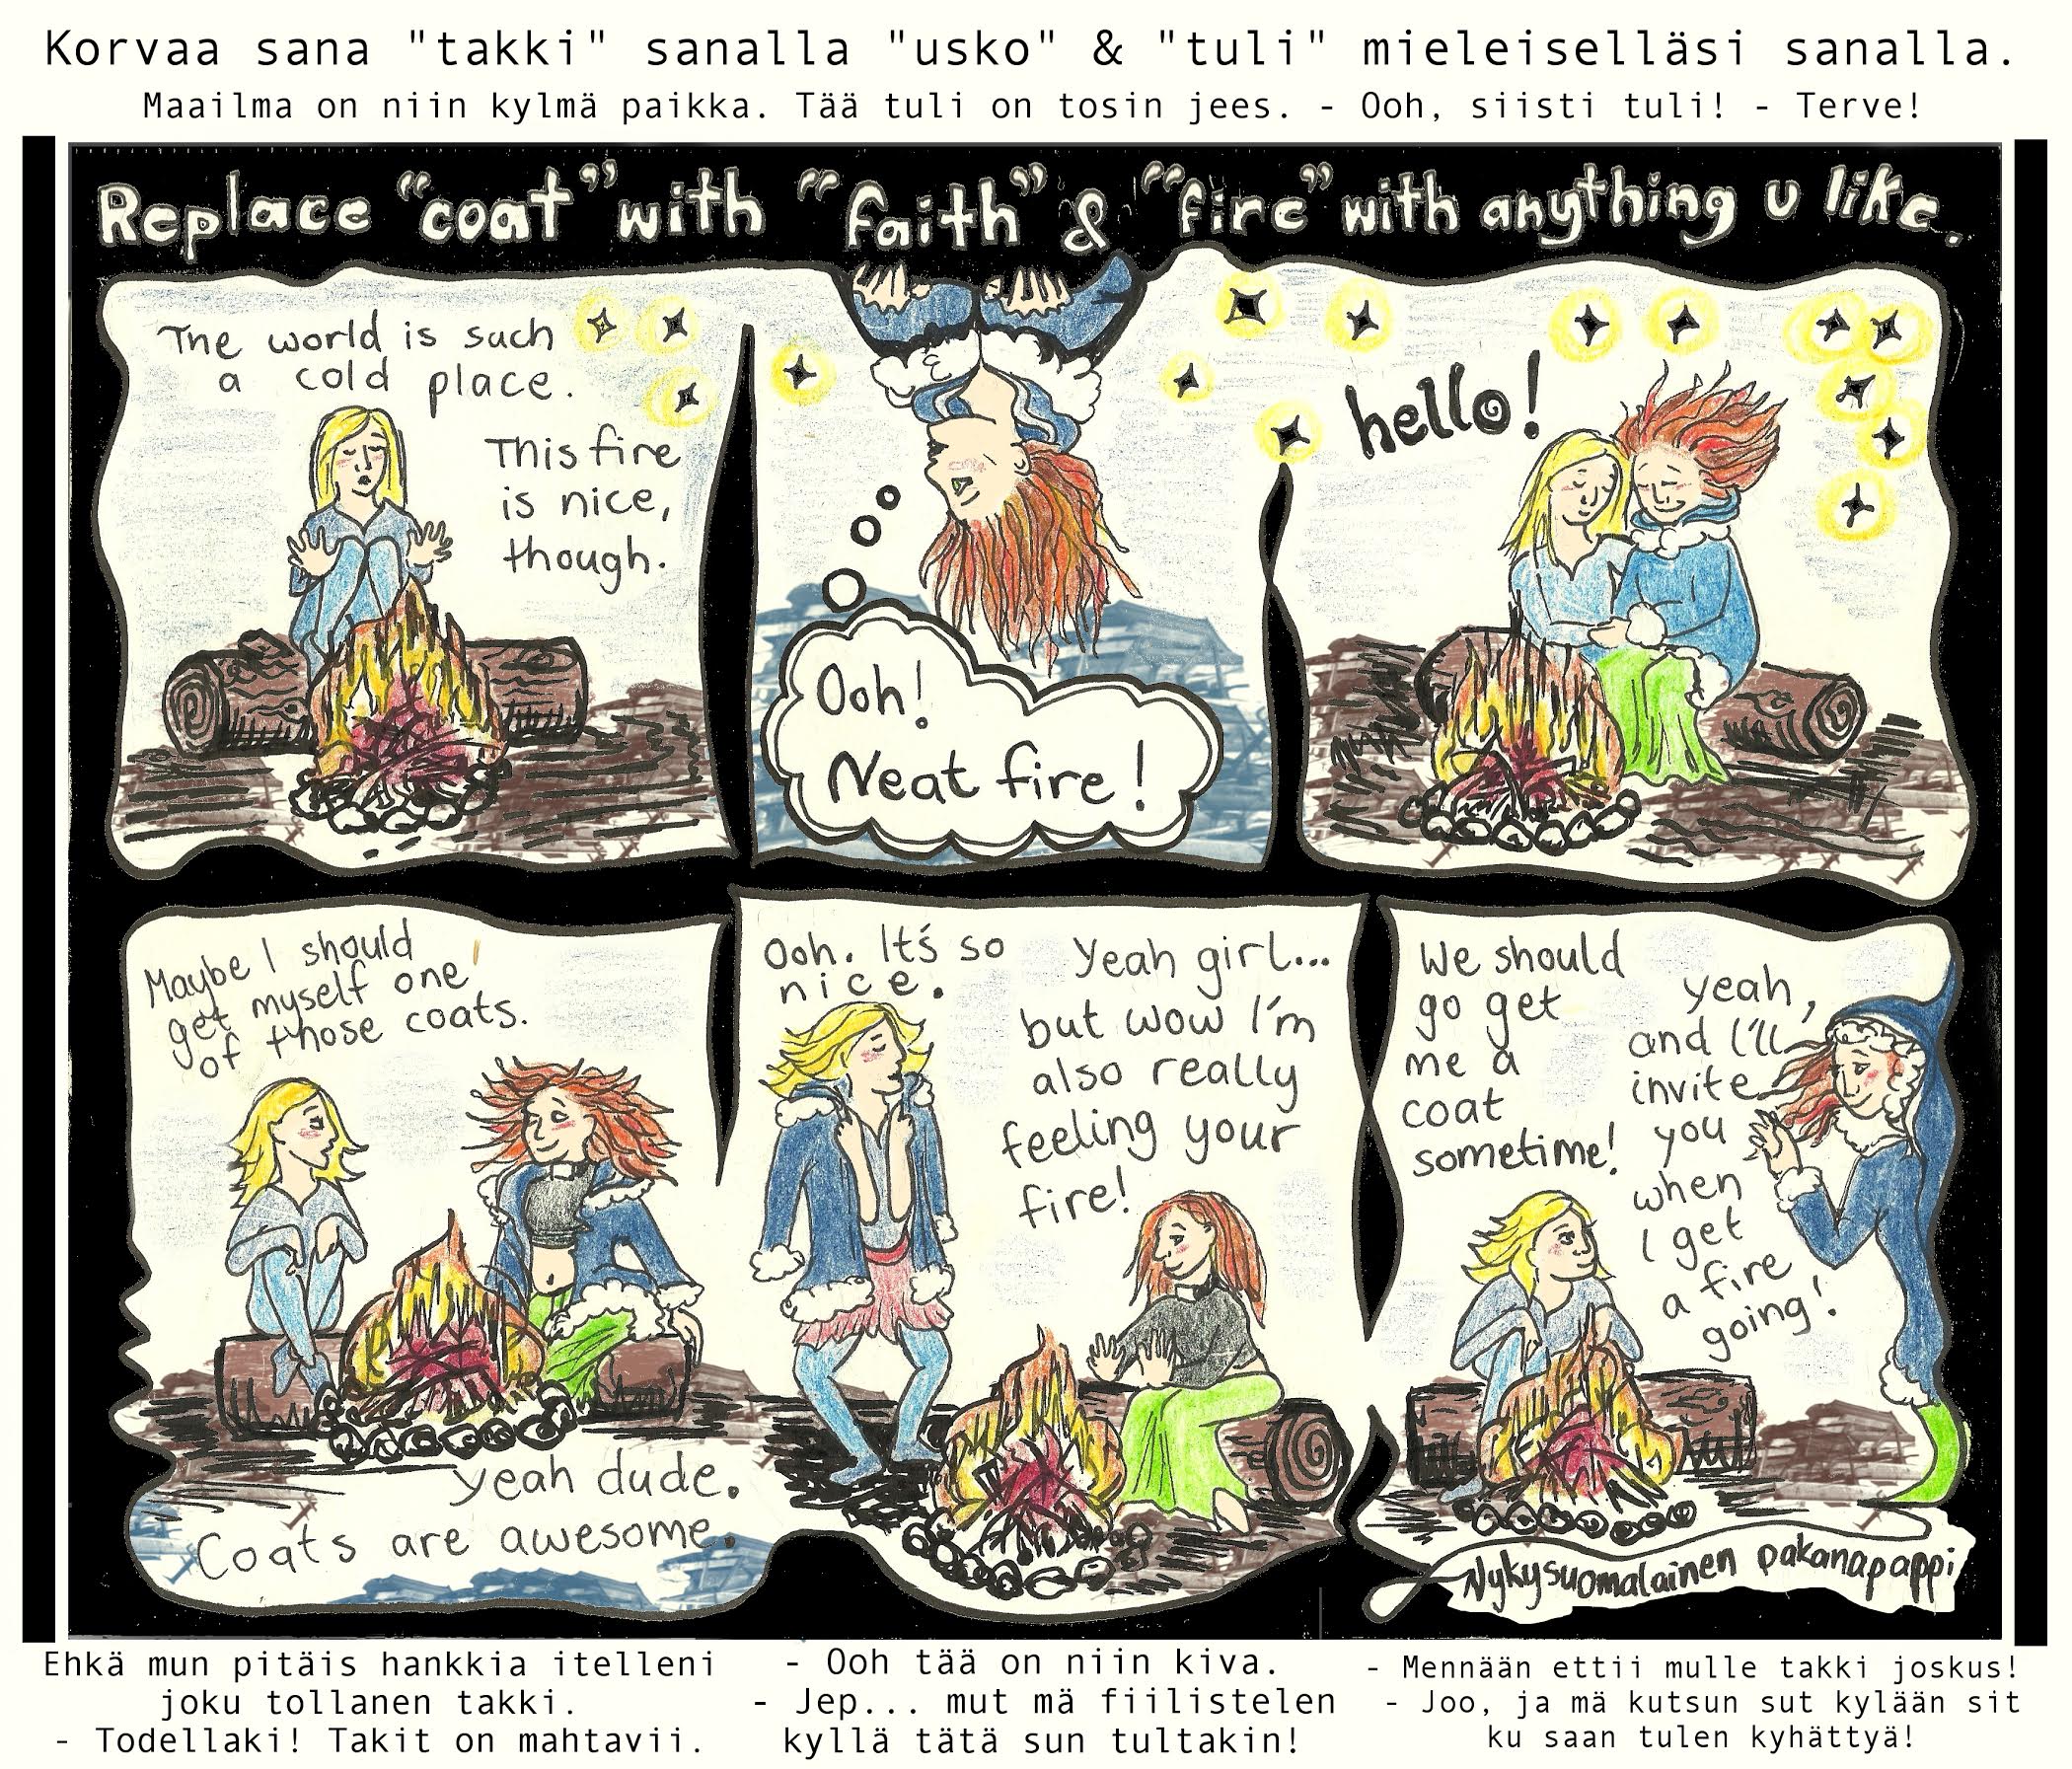 Korvaa sana "takki" sanalla "usko" & "tuli" mieleiselläsi sanalla.
Maailma on niin kylmä paikka. Tää tuli on tosin jees. - Ooh, siisti tuli! - Terve!
Replace "coat" with "faith" & "fire" with anything u like.
The world is such
a cold place.
This fire
is nice,
though.
Ooh!
Neat fire!
hello!
Maybe I should
get myself one
of those coats.
yeah dude.
Coats are awesome.
Ooh. It's so
nice.
Yeah girl...
but wow I'm
also really
feeling your
fire!
We should
go get
me a
coat
sometime!
yeah,
and I'll
invite
you
when
I get
a fire
going!
Nykysuomalainen pakanapappi
Ehkä mun pitäis hankkia itelleni
joku tollanen takki.
- Todellaki! Takit on mahtavii.
- Ooh tää on niin kiva.
- Jep... mut mä fiilistelen
kyllä tätä sun tultakin!
- Mennään ettii mulle takki joskus!
- Joo, ja mä kutsun sut kylään sit
ku saan tulen kyhättyä!